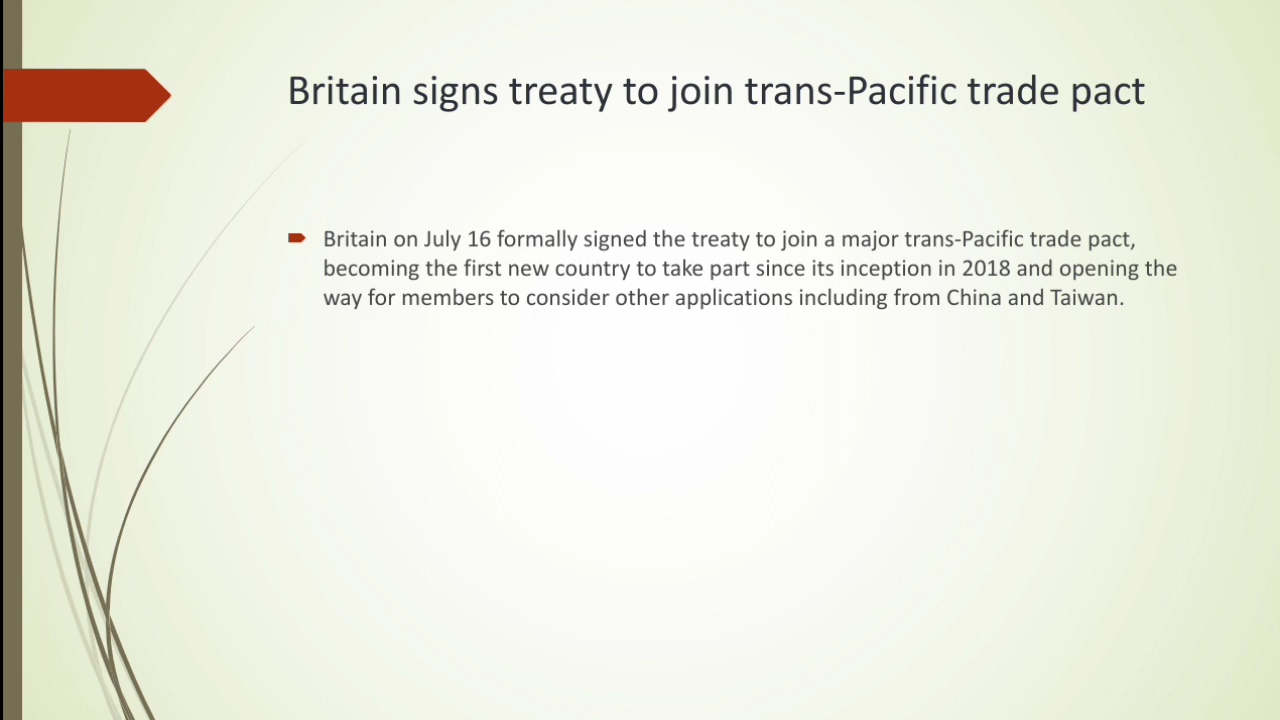 Britain signs treaty to join trans-Pacific trade pact
Britain on July 16 formally signed the treaty to join a major trans-Pacific trade pact,
becoming the first new country to take part since its inception in 2018 and opening the
way for members to consider other applications including from China and Taiwan.